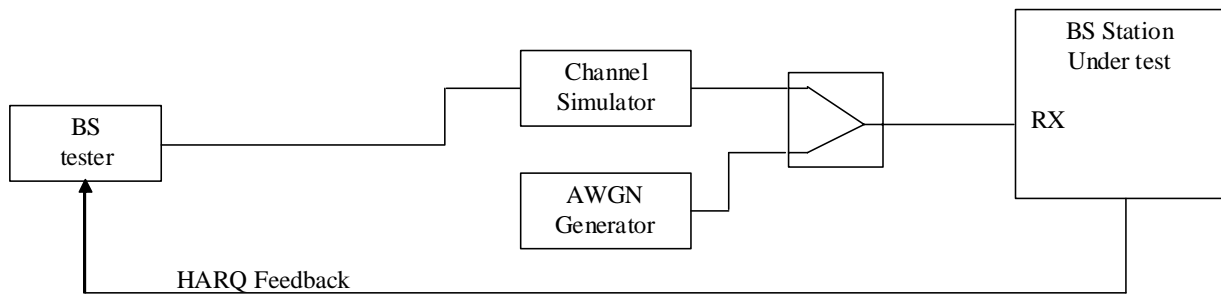 BS Station
Under test
Channel
Simulator
RX
BS
tester
AWGN
Generator
HARQ Feedback